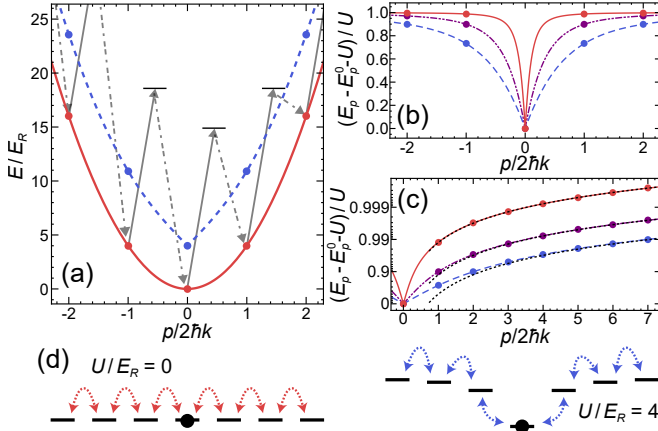 25
20
15
10
5
0
E/E_R
-2 -1 0 1 2
p/2ℏk
(a)
1.0
0.8
0.6
0.4
0.2
0.0
(E_p - E_p^0-U) / U
-2 -1 0 1 2
p/2ℏk
(b)
0.999
0.99
0.9
0
(E_p - E_p^0-U) / U
0 1 2 3 4 5 6 7
p/2ℏk
(c)
(d)
U/E_R = 0
U/E_R = 4